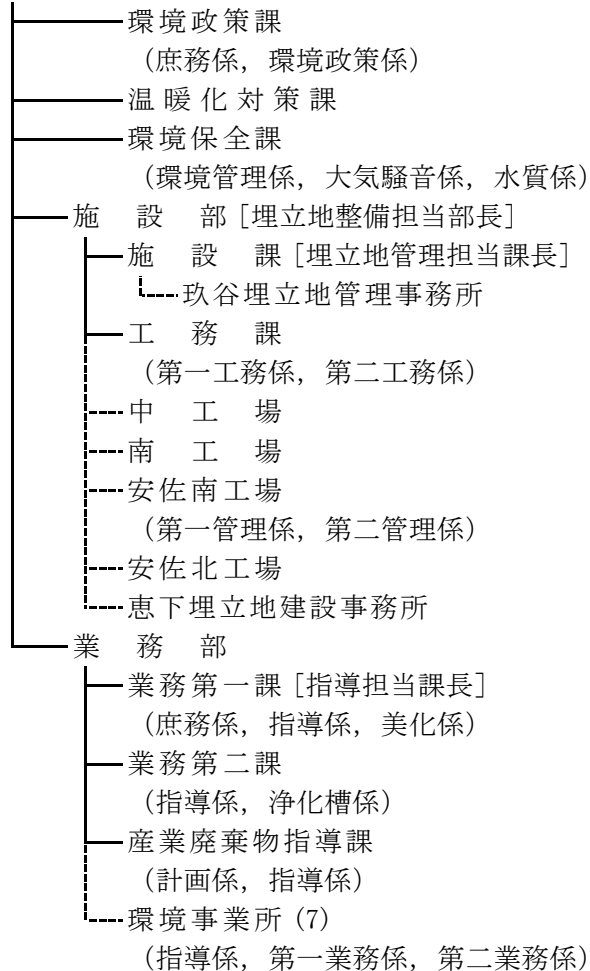 環境政策課
（庶務係，環境政策係）
温暖化対策課
環境保全課
（環境管理係，大気騒音係，水質係）
施設部［埋立地整備担当部長］
施設課［埋立地管理担当課長］
玖谷埋立地管理事務所
工務課
（第一工務係，第二工務係）
中工場
南工場
安佐南工場
（第一管理係，第二管理係）
安佐北工場
恵下埋立地建設事務所
業務部
業務第一課［指導担当課長］
（庶務係，指導係，美化係）
業務第二課
（指導係，浄化槽係）
産業廃棄物指導課
（計画係，指導係）
環境事業所（7）
（指導係，第一業務係，第二業務係）